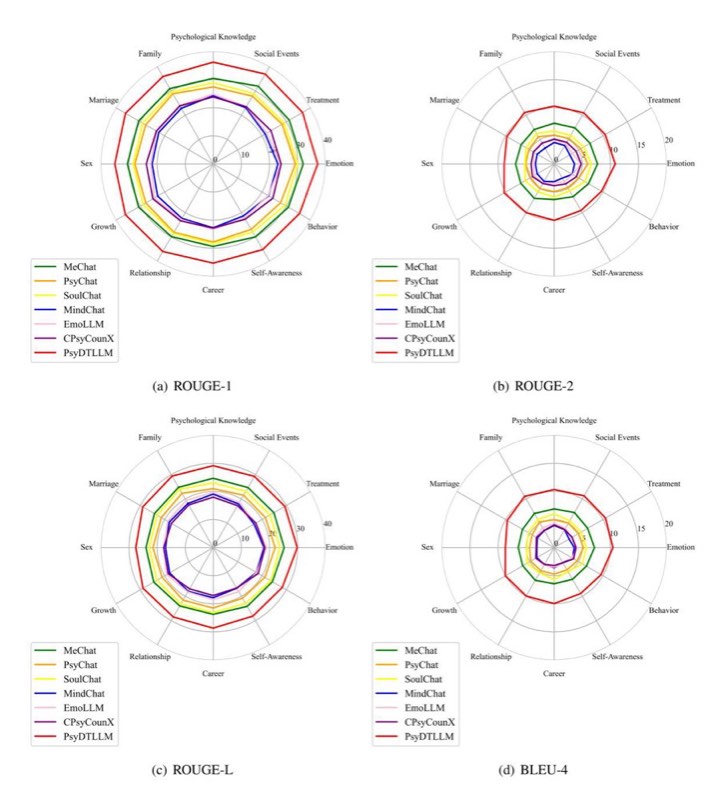 Psychological Knowledge
Family
Social Events
Marriage
Treatment
Sex
0
10
30
40
Emotion
Growth
Behavior
Relationship
Self-Awareness
Career
MeChat
PsyChat
SoulChat
MindChat
EmoLLM
CPsyCounX
PsyDTLLM
(a) ROUGE-1
Psychological Knowledge
Family
Social Events
Marriage
Treatment
Sex
0
5
10
15
20
Emotion
Growth
Behavior
Relationship
Self-Awareness
Career
MeChat
PsyChat
SoulChat
MindChat
EmoLLM
CPsyCounX
PsyDTLLM
(b) ROUGE-2
Psychological Knowledge
Family
Social Events
Marriage
Treatment
Sex
0
10
20
30
40
Emotion
Growth
Behavior
Relationship
Self-Awareness
Career
MeChat
PsyChat
SoulChat
MindChat
EmoLLM
CPsyCounX
PsyDTLLM
(c) ROUGE-L
Psychological Knowledge
Family
Social Events
Marriage
Treatment
Sex
0
5
10
15
20
Emotion
Growth
Behavior
Relationship
Self-Awareness
Career
MeChat
PsyChat
SoulChat
MindChat
EmoLLM
CPsyCounX
PsyDTLLM
(d) BLEU-4